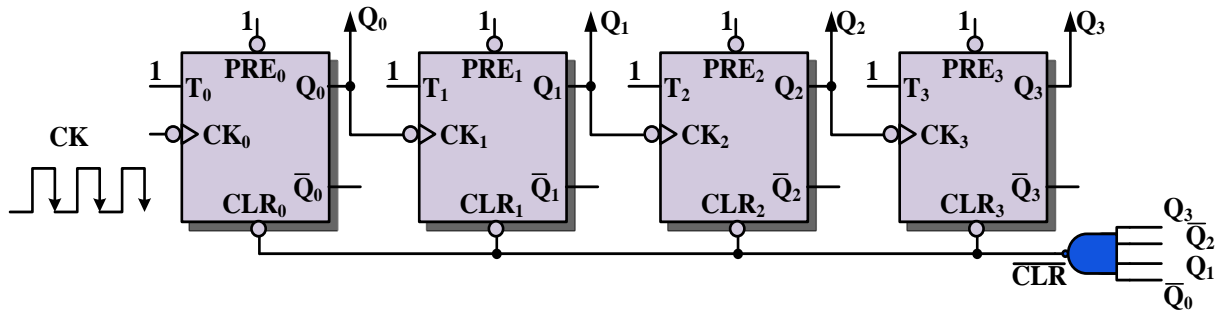 1 Q₀ 1 Q₁ 1 Q₂ 1 Q₃
PRE₀ PRE₁ PRE₂ PRE₃
1 T₀ Q₀ 1 T₁ Q₁ 1 T₂ Q₂ 1 T₃ Q₃
CK CK₀ CK₁ CK₂ CK₃
Q̅₀ Q̅₁ Q̅₂ Q̅₃
CLR₀ CLR₁ CLR₂ CLR₃
Q₃
Q̅₂
C̅L̅R̅ Q₁
Q̅₀